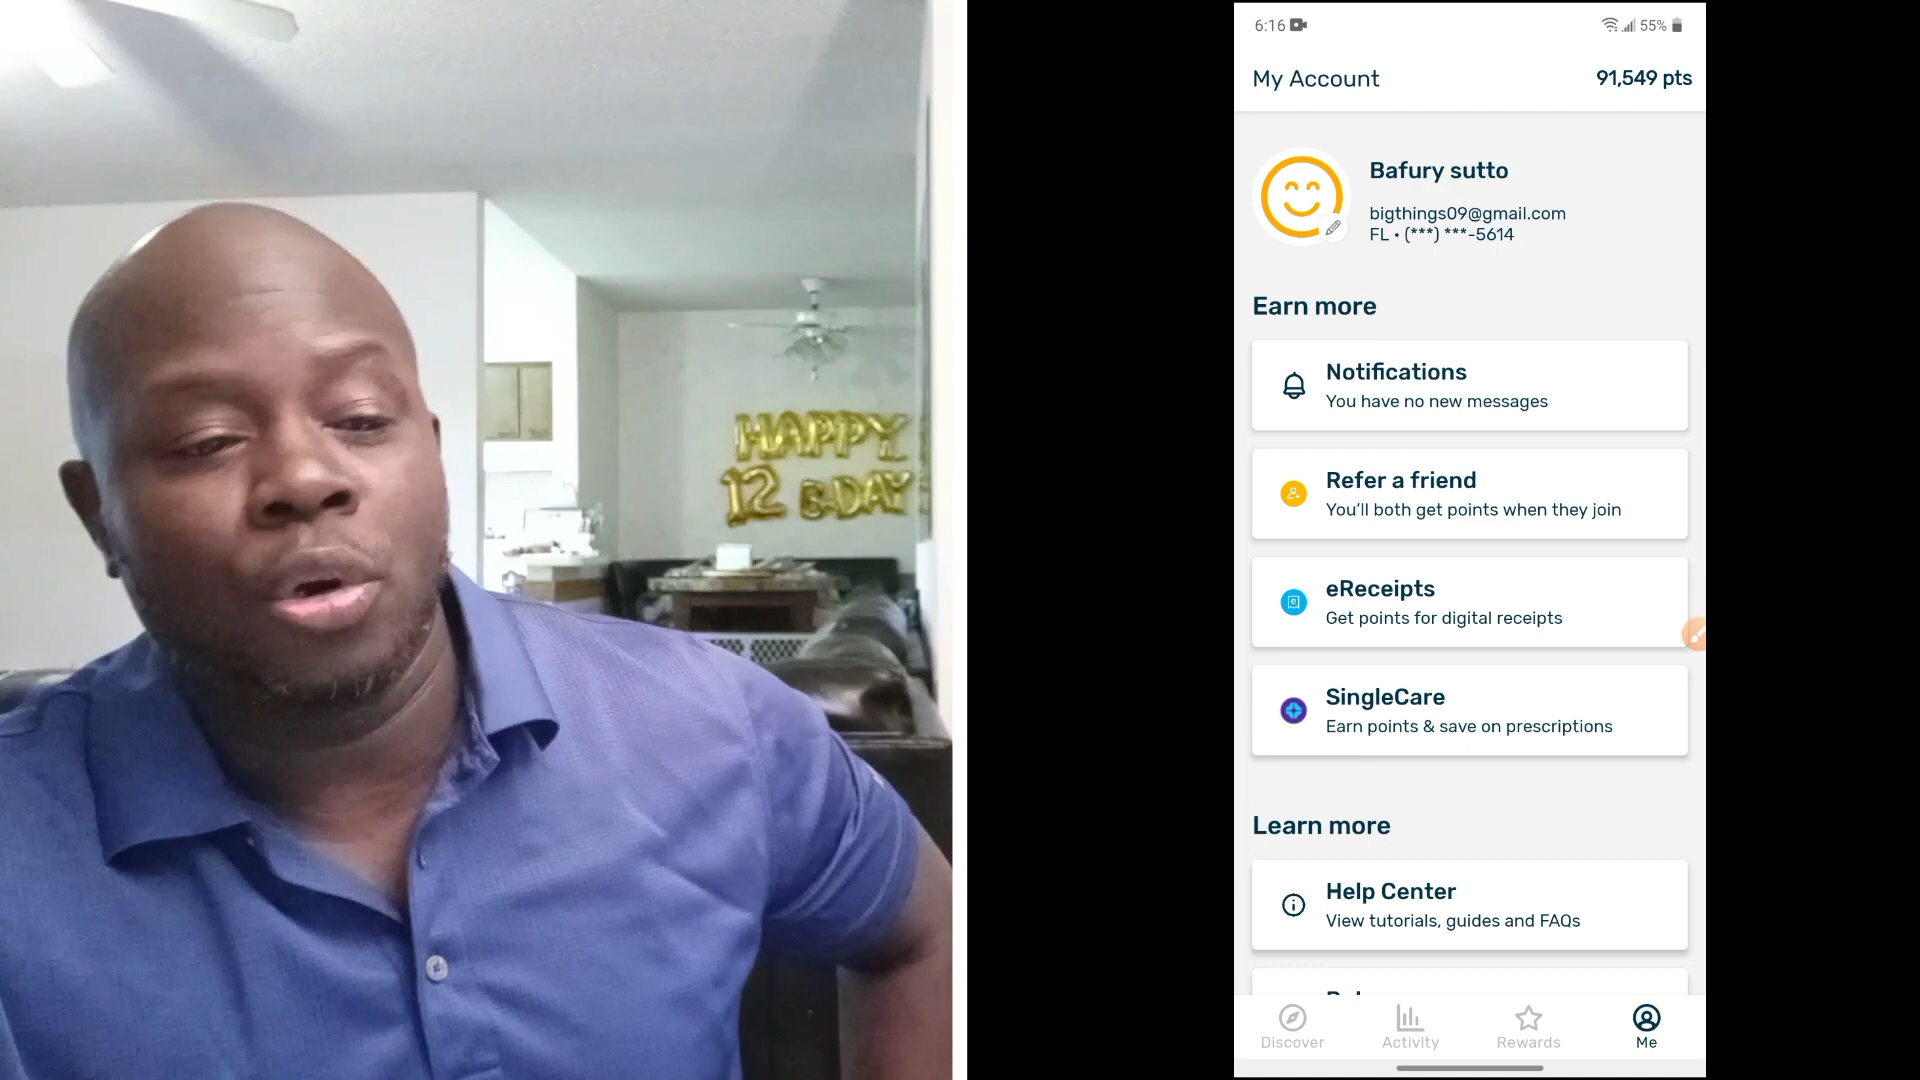 HAPPY
12 B-DAY
6:16
55%
My Account
91,549 pts
Bafury sutto
bigthings09@gmail.com
FL • (***) ***-5614
Earn more
Notifications
You have no new messages
Refer a friend
You'll both get points when they join
eReceipts
Get points for digital receipts
SingleCare
Earn points & save on prescriptions
Learn more
Help Center
View tutorials, guides and FAQs
Discover
Activity
Rewards
Me